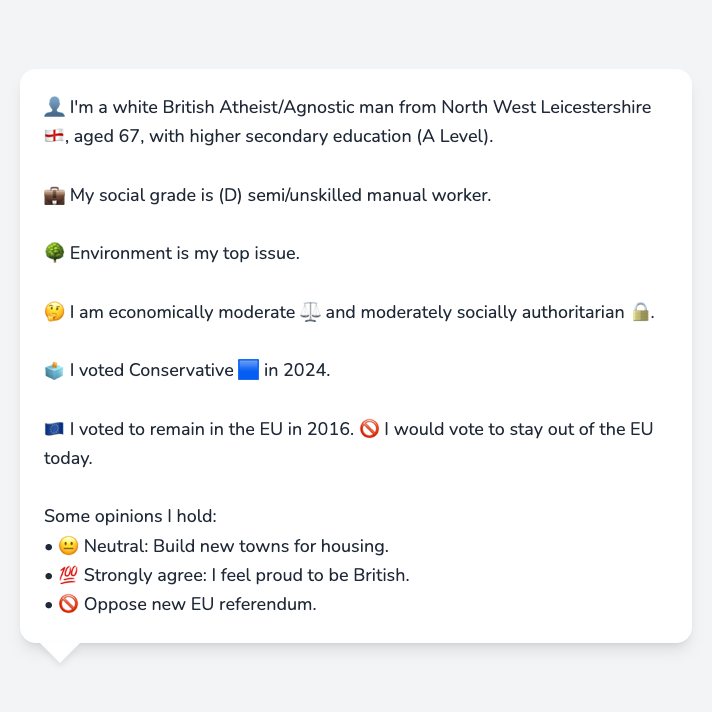 👤 I'm a white British Atheist/Agnostic man from North West Leicestershire
🏴󠁧󠁢󠁥󠁮󠁧󠁿, aged 67, with higher secondary education (A Level).
💼 My social grade is (D) semi/unskilled manual worker.
🌳 Environment is my top issue.
🤔 I am economically moderate ⚖️ and moderately socially authoritarian 🔒.
🗳️ I voted Conservative 🟦 in 2024.
🇪🇺 I voted to remain in the EU in 2016. 🚫 I would vote to stay out of the EU
today.
Some opinions I hold:
• 😐 Neutral: Build new towns for housing.
• 💯 Strongly agree: I feel proud to be British.
• 🚫 Oppose new EU referendum.